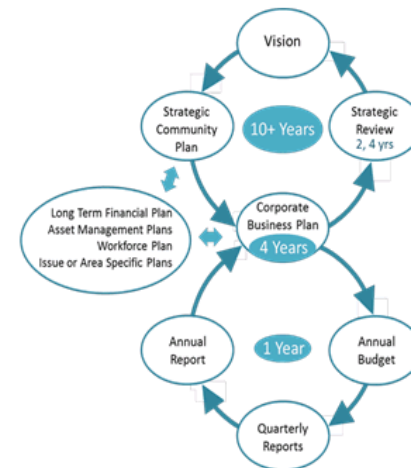 Vision
Strategic
Community
Plan
10+ Years
Strategic
Review
2, 4 yrs
Long Term Financial Plan
Asset Management Plans
Workforce Plan
Issue or Area Specific Plans
Corporate
Business Plan
4 Years
Annual
Report
1 Year
Annual
Budget
Quarterly
Reports